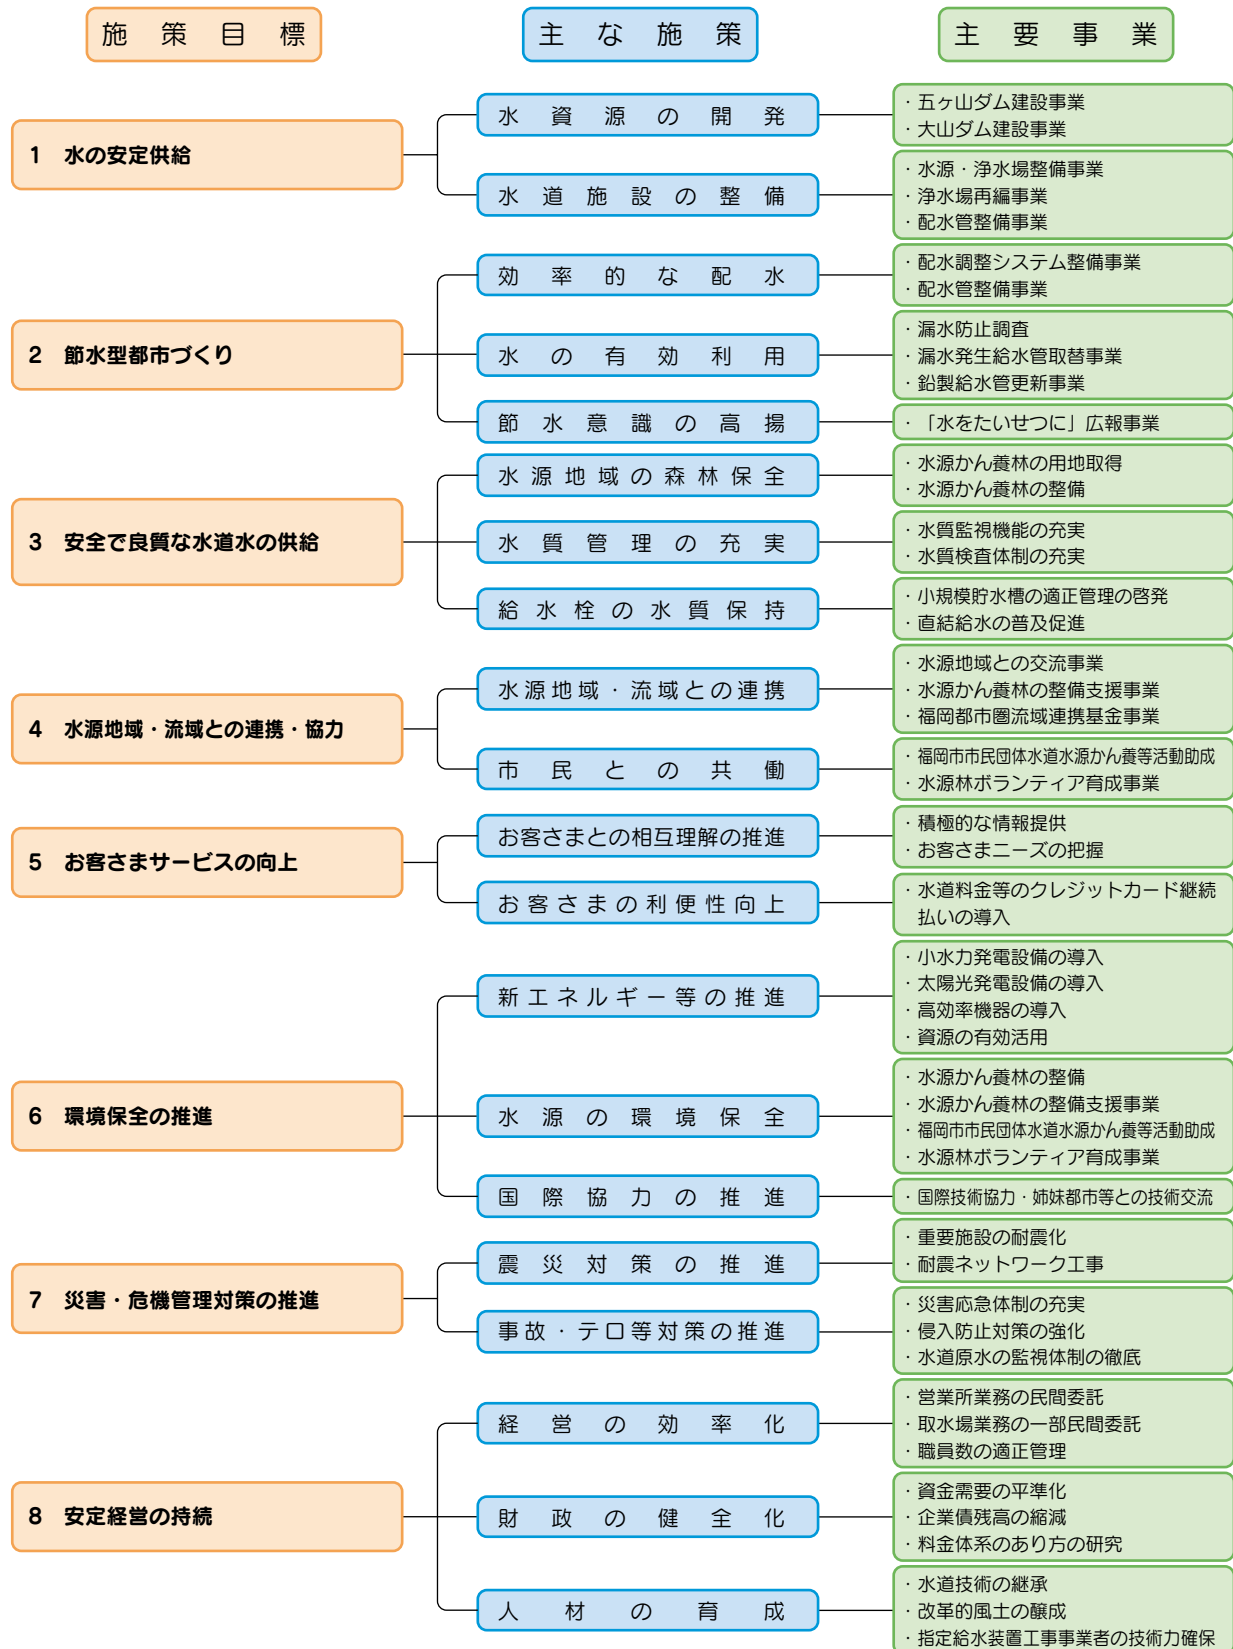 施策目標
主な施策
主要事業
1 水の安定供給
水資源の開発
・五ヶ山ダム建設事業
・大山ダム建設事業
水道施設の整備
・水源・浄水場整備事業
・浄水場再編事業
・配水管整備事業
2 節水型都市づくり
効率的な配水
・配水調整システム整備事業
・配水管整備事業
水の有効利用
・漏水防止調査
・漏水発生給水管取替事業
・鉛製給水管更新事業
節水意識の高揚
・「水をたいせつに」広報事業
3 安全で良質な水道水の供給
水源地域の森林保全
・水源かん養林の用地取得
・水源かん養林の整備
水質管理の充実
・水質監視機能の充実
・水質検査体制の充実
給水栓の水質保持
・小規模貯水槽の適正管理の啓発
・直結給水の普及促進
4 水源地域・流域との連携・協力
水源地域・流域との連携
・水源地域との交流事業
・水源かん養林の整備支援事業
・福岡都市圏流域連携基金事業
市民との共働
・福岡市市民団体水道水源かん養等活動助成
・水源林ボランティア育成事業
5 お客さまサービスの向上
お客さまとの相互理解の推進
・積極的な情報提供
・お客さまニーズの把握
お客さまの利便性向上
・水道料金等のクレジットカード継続
払いの導入
6 環境保全の推進
新エネルギー等の推進
・小水力発電設備の導入
・太陽光発電設備の導入
・高効率機器の導入
・資源の有効活用
水源の環境保全
・水源かん養林の整備
・水源かん養林の整備支援事業
・福岡市市民団体水道水源かん養等活動助成
・水源林ボランティア育成事業
国際協力の推進
・国際技術協力・姉妹都市等との技術交流
7 災害・危機管理対策の推進
震災対策の推進
・重要施設の耐震化
・耐震ネットワーク工事
事故・テロ等対策の推進
・災害応急体制の充実
・侵入防止対策の強化
・水道原水の監視体制の徹底
8 安定経営の持続
経営の効率化
・営業所業務の民間委託
・取水場業務の一部民間委託
・職員数の適正管理
財政の健全化
・資金需要の平準化
・企業債残高の縮減
・料金体系のあり方の研究
人材の育成
・水道技術の継承
・改革的風土の醸成
・指定給水装置工事事業者の技術力確保